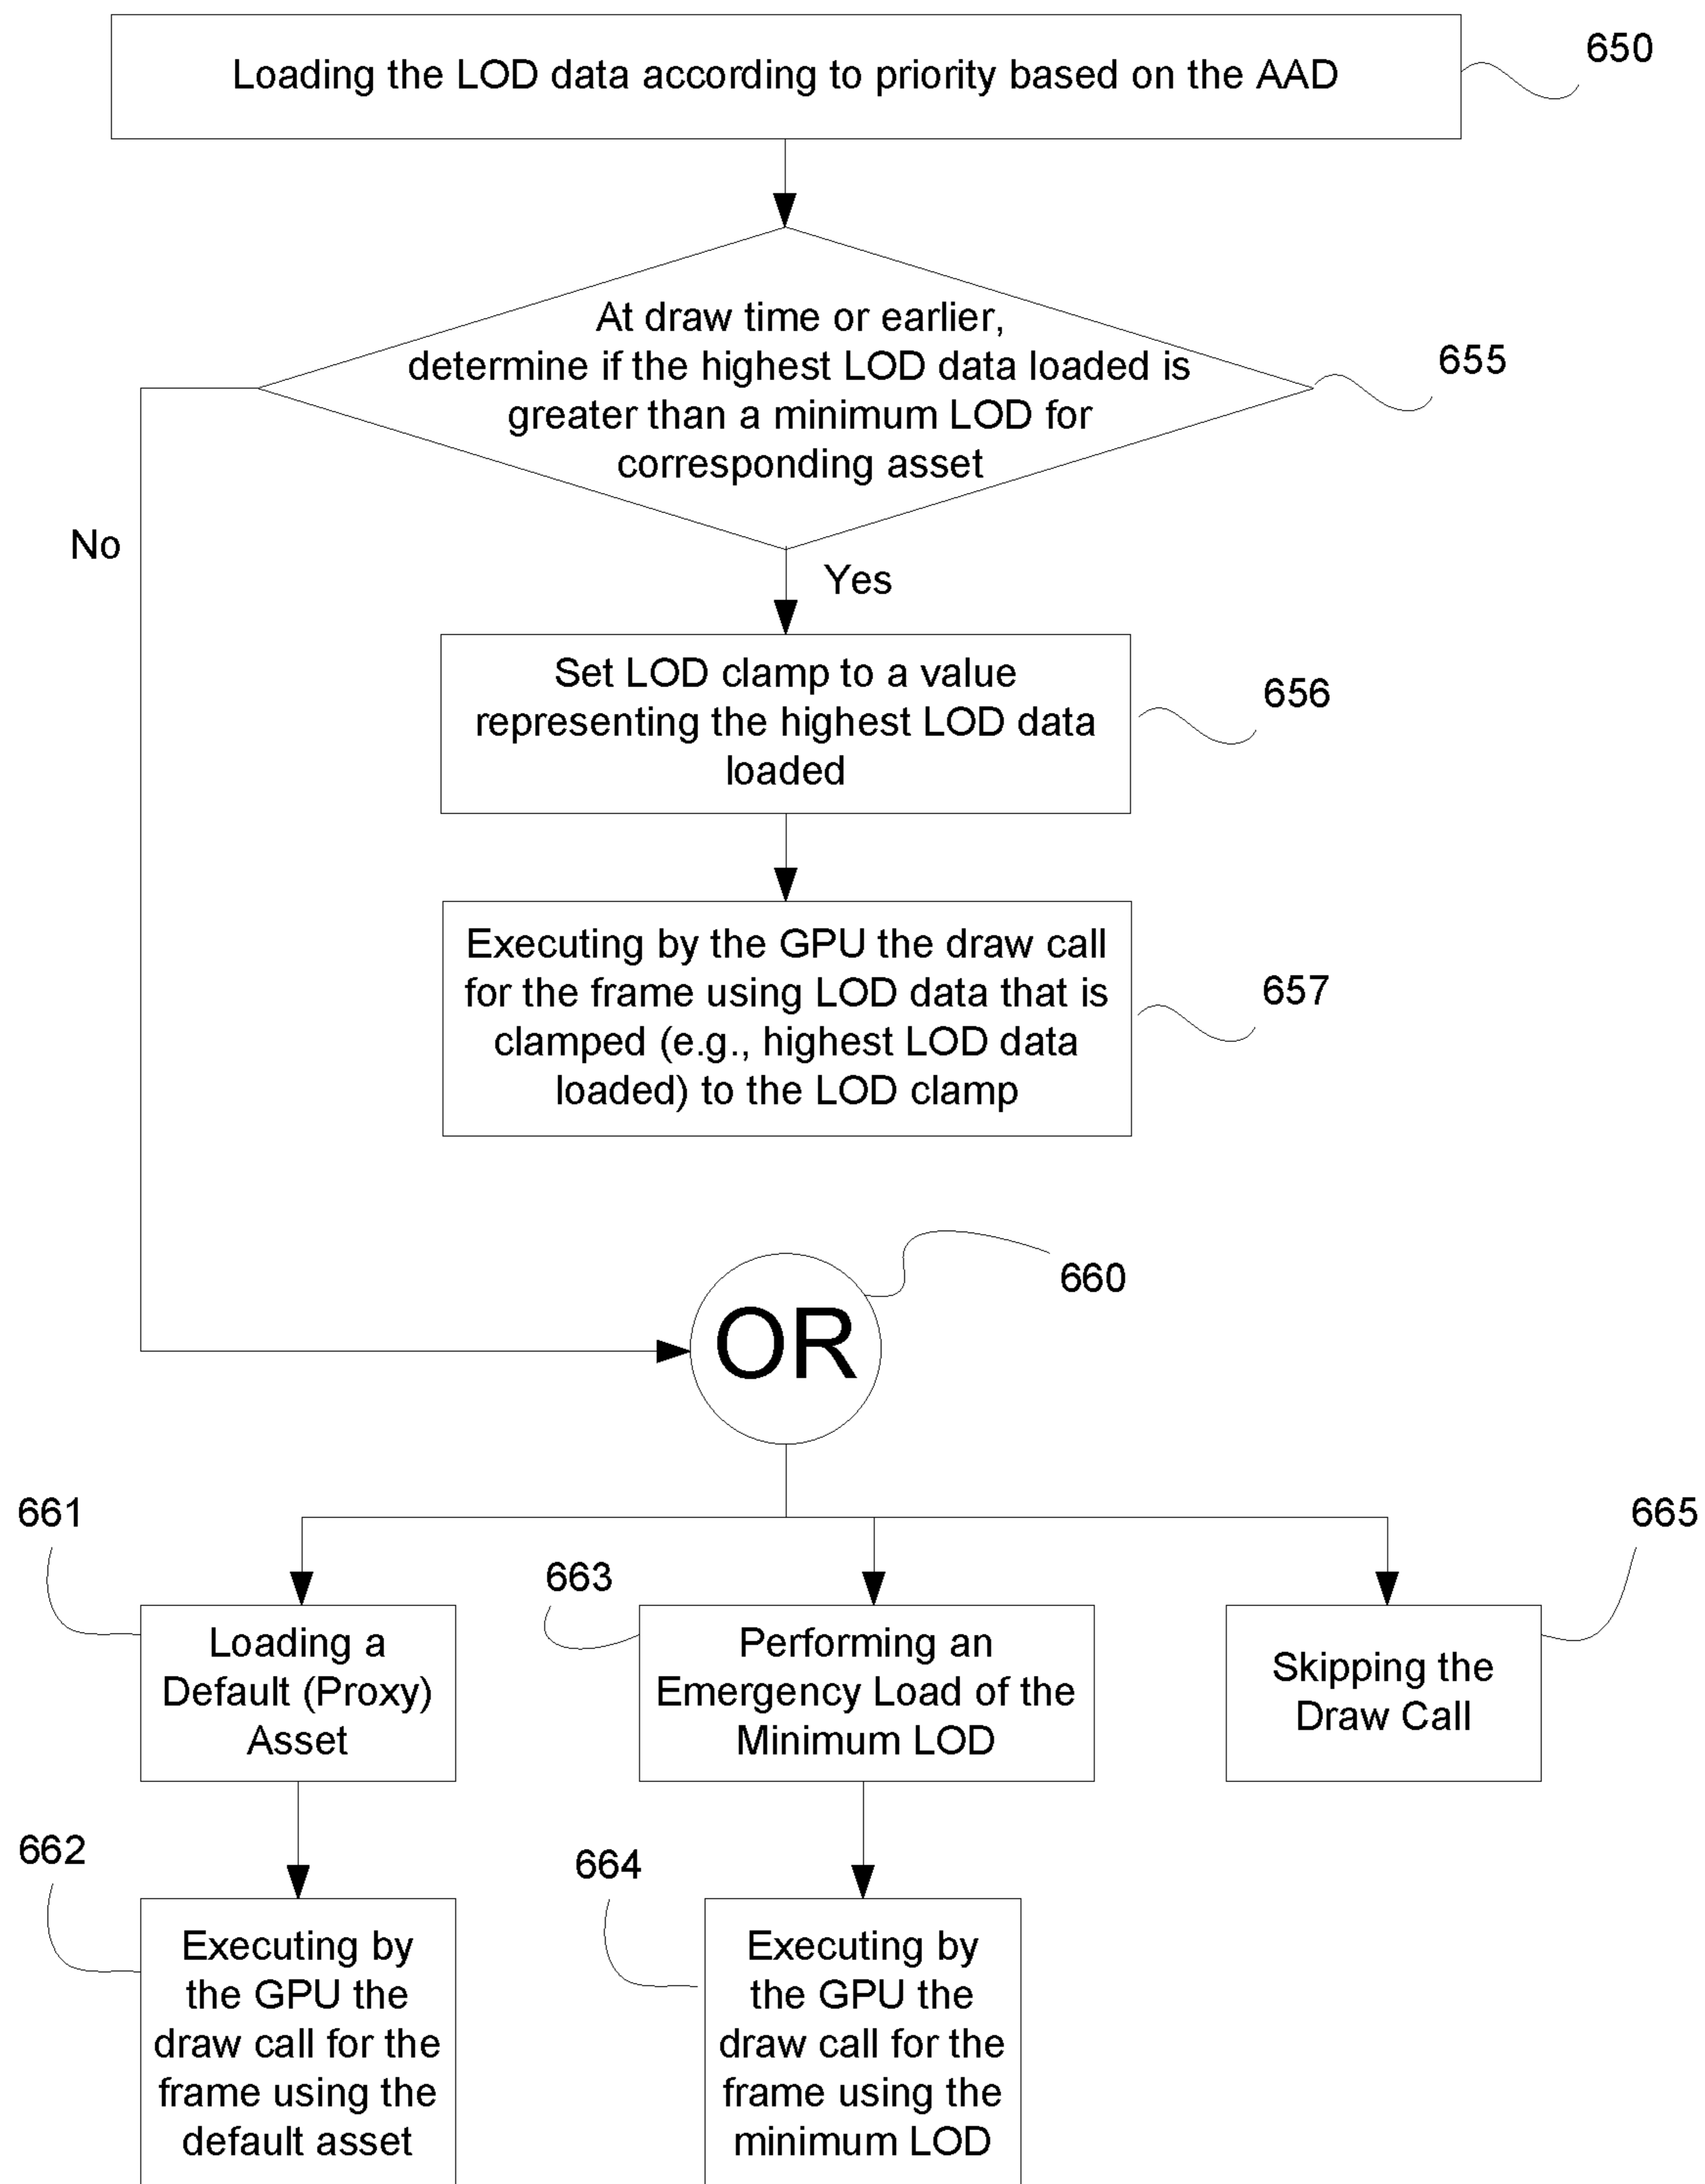 Loading the LOD data according to priority based on the AAD
650
At draw time or earlier,
determine if the highest LOD data loaded is
greater than a minimum LOD for
corresponding asset
655
No
Yes
Set LOD clamp to a value
representing the highest LOD data
loaded
656
Executing by the GPU the draw call
for the frame using LOD data that is
clamped (e.g., highest LOD data
loaded) to the LOD clamp
657
OR
660
661
Loading a
Default (Proxy)
Asset
663
Performing an
Emergency Load of the
Minimum LOD
665
Skipping the
Draw Call
662
Executing by
the GPU the
draw call for the
frame using the
default asset
664
Executing by
the GPU the
draw call for the
frame using the
minimum LOD